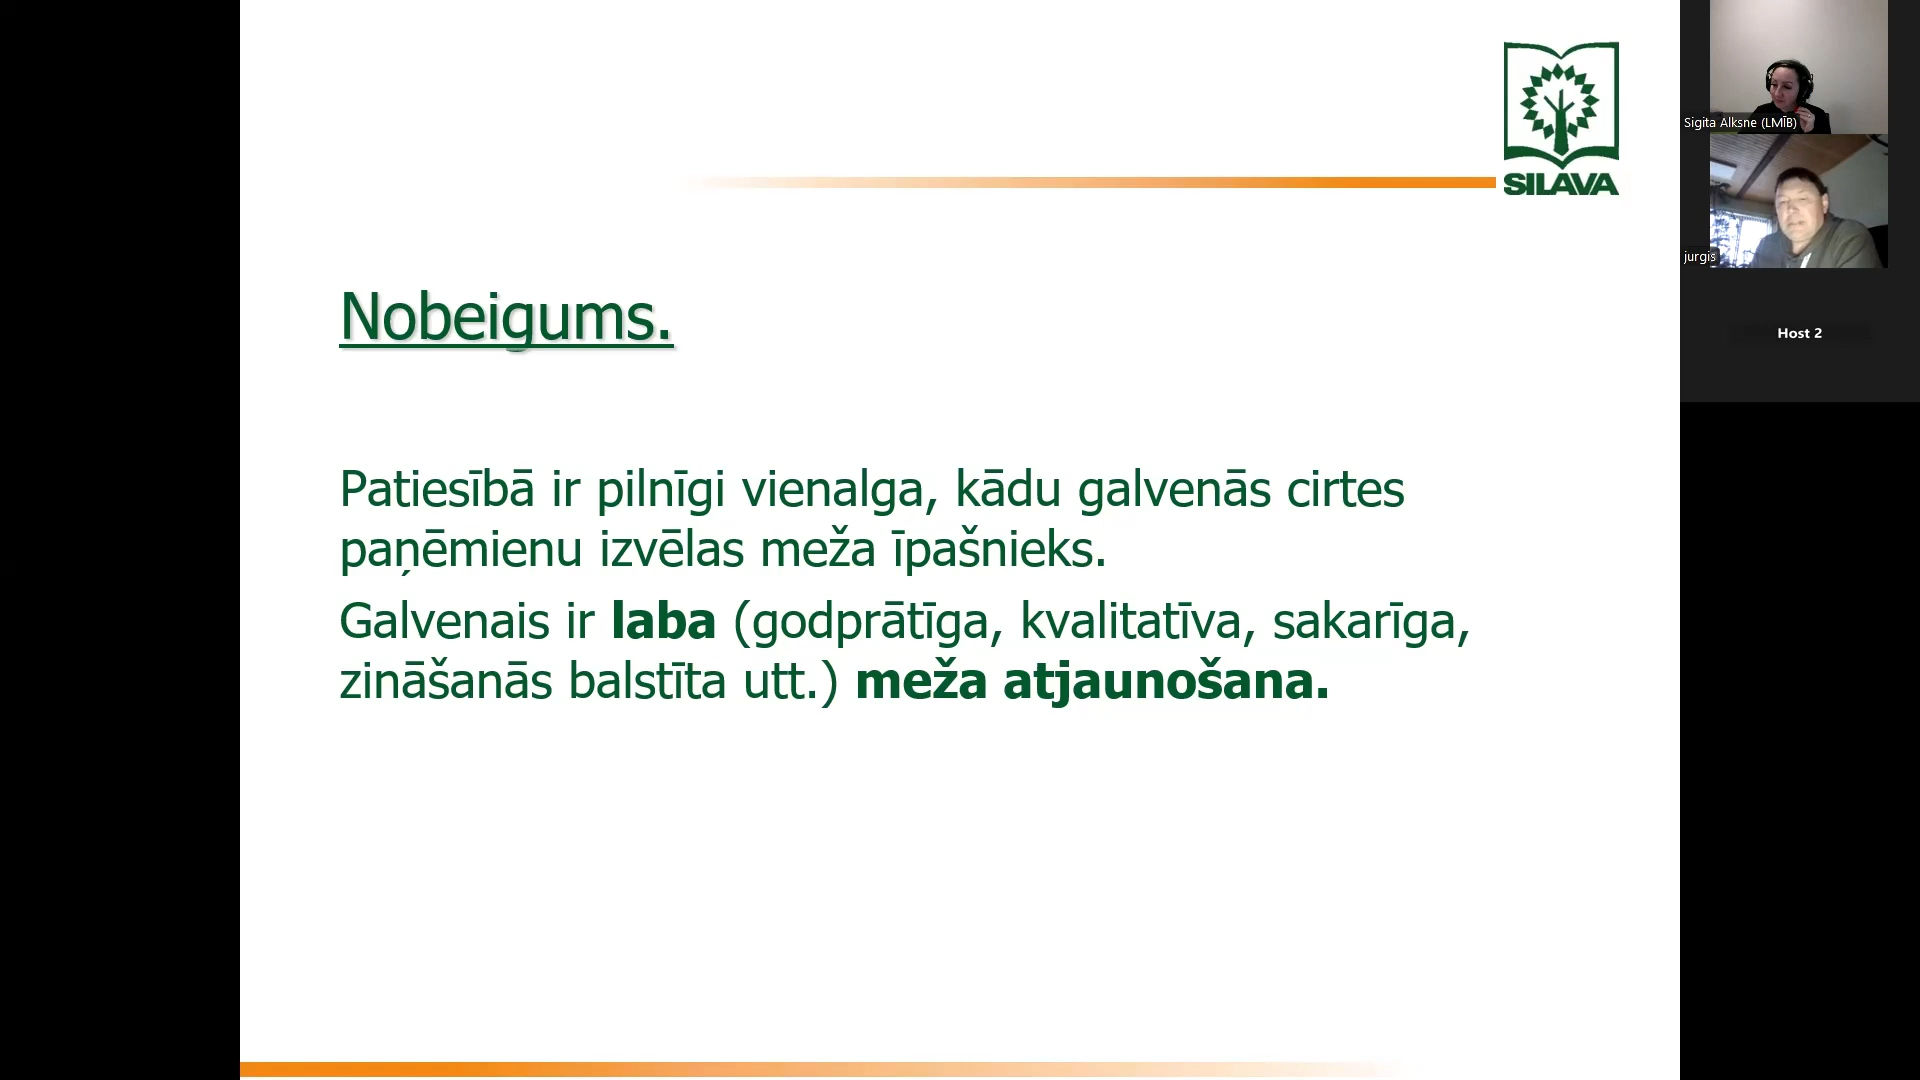 SILAVA
Nobeigums.
Patiesībā ir pilnīgi vienalga, kādu galvenās cirtes
paņēmienu izvēlas meža īpašnieks.
Galvenais ir laba (godprātīga, kvalitatīva, sakarīga,
zināšanās balstīta utt.) meža atjaunošana.
Sigita Alksne (LMIB)
jurgis
Host 2